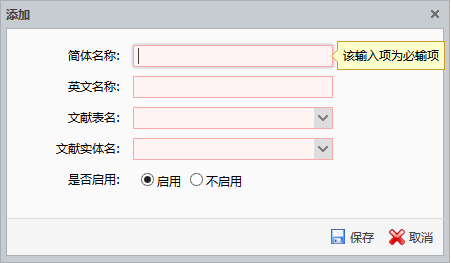 添加
简体名称: 该输入项为必输项
英文名称:
文献表名:
文献实体名:
是否启用: 启用 不启用
保存 取消